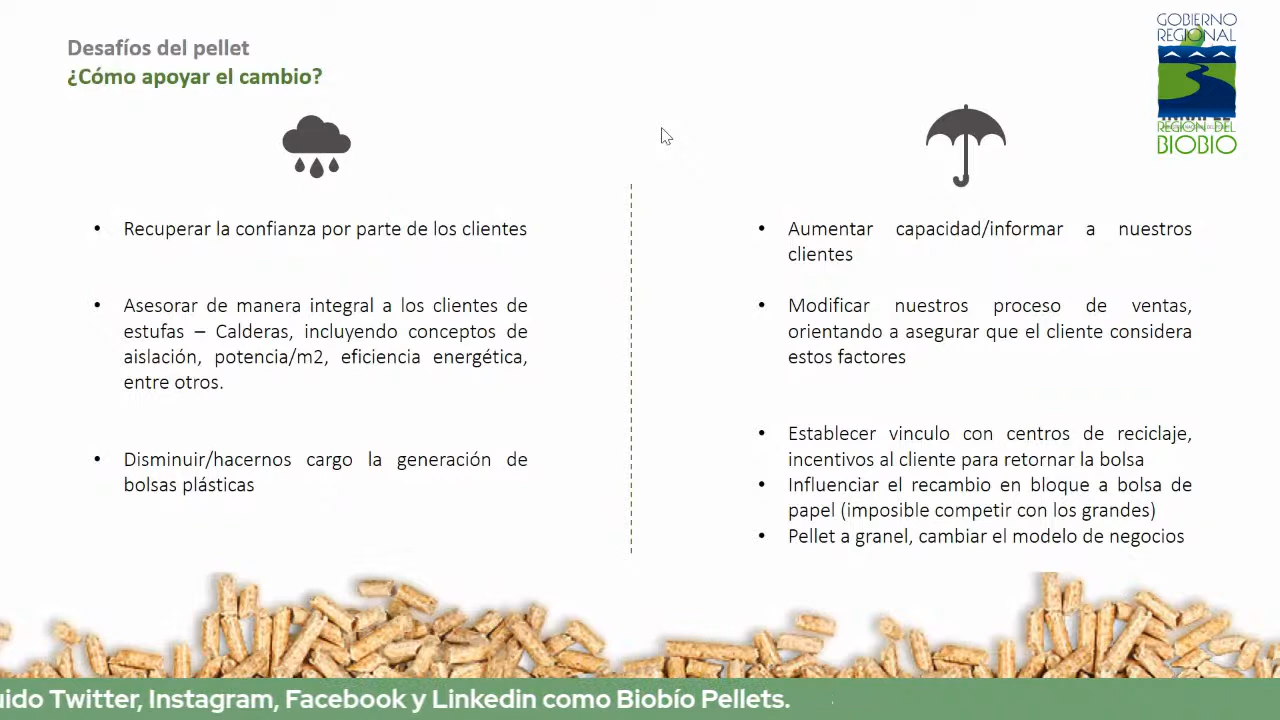 Desafíos del pellet
¿Cómo apoyar el cambio?
GOBIERNO
REGIONAL
REGIÓN DEL
BIOBIO
• Recuperar la confianza por parte de los clientes
• Asesorar de manera integral a los clientes de
estufas – Calderas, incluyendo conceptos de
aislación, potencia/m2, eficiencia energética,
entre otros.
• Disminuir/hacernos cargo la generación de
bolsas plásticas
• Aumentar capacidad/informar a nuestros
clientes
• Modificar nuestros proceso de ventas,
orientando a asegurar que el cliente considera
estos factores
• Establecer vinculo con centros de reciclaje,
incentivos al cliente para retornar la bolsa
• Influenciar el recambio en bloque a bolsa de
papel (imposible competir con los grandes)
• Pellet a granel, cambiar el modelo de negocios
uido Twitter, Instagram, Facebook y Linkedin como Biobío Pellets.